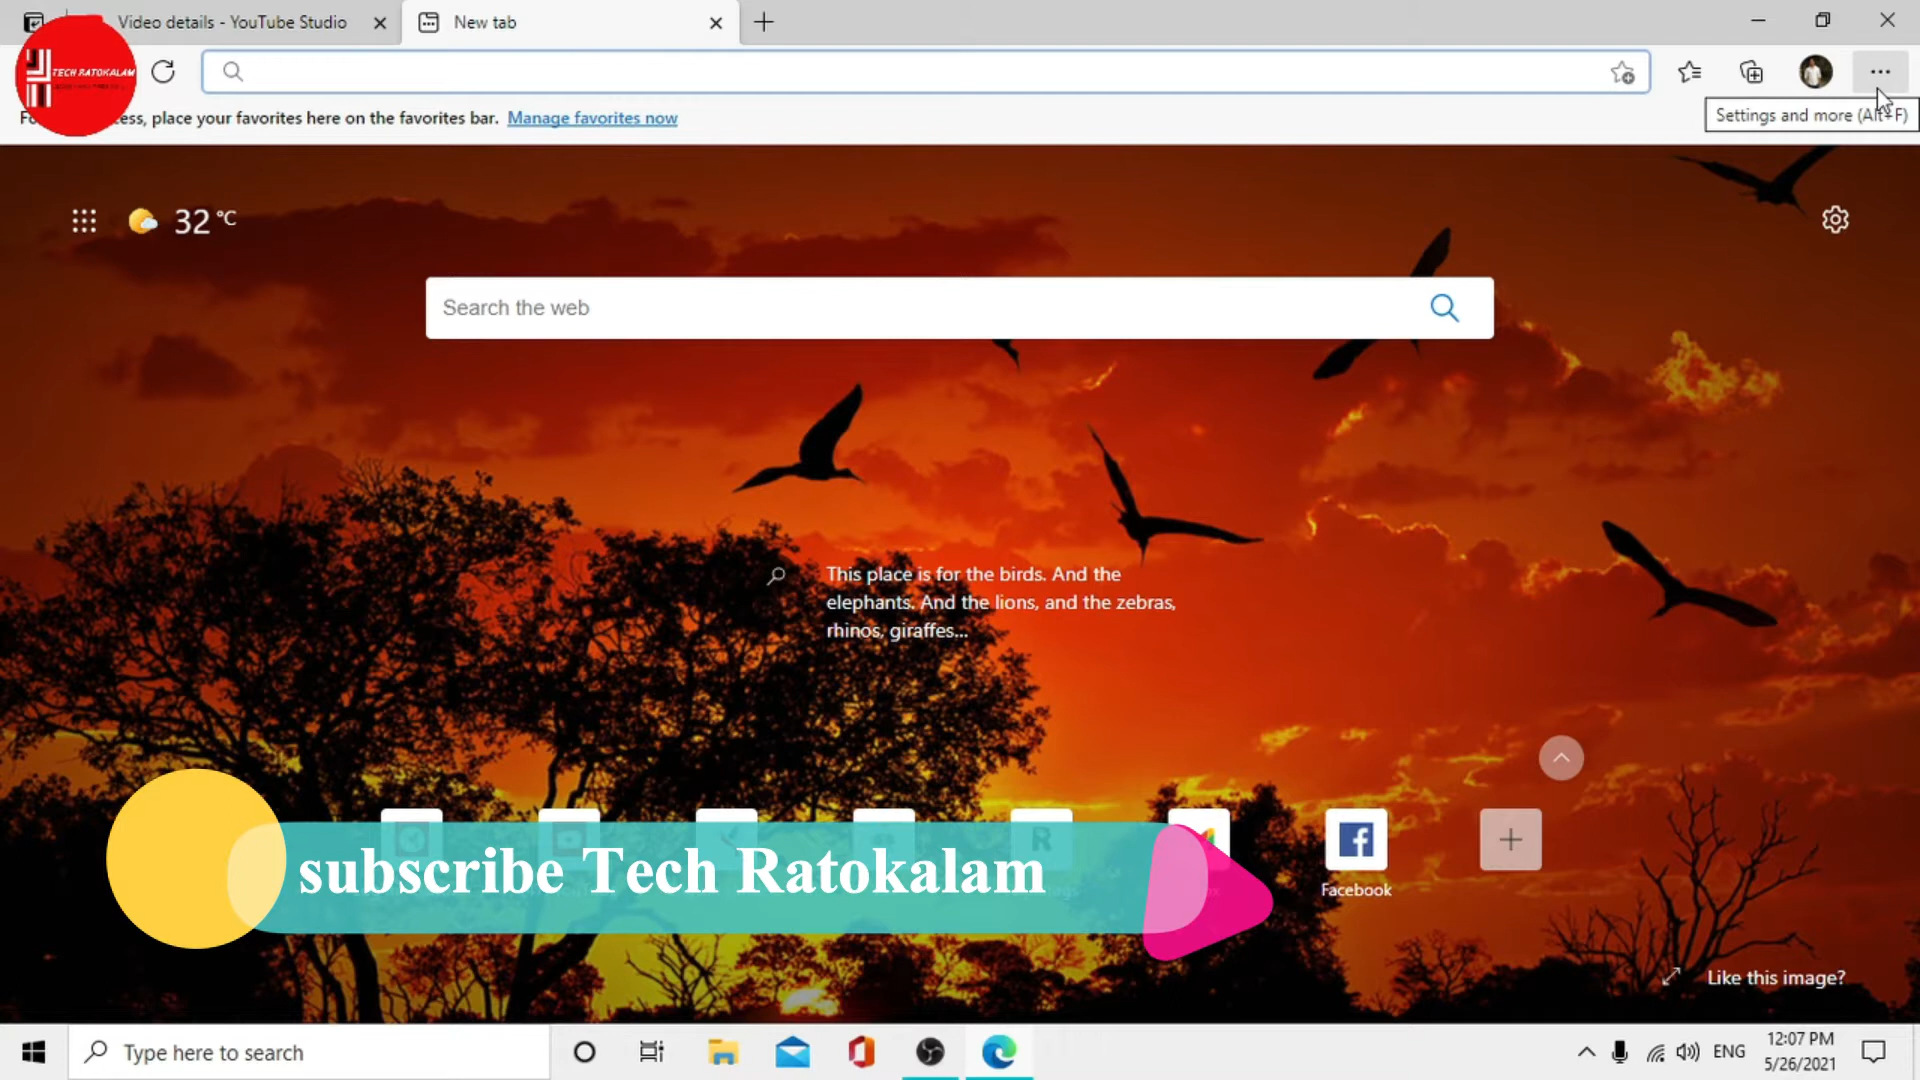 Video details - YouTube Studio
New tab
TECH RATOKALAM
ess, place your favorites here on the favorites bar. Manage favorites now
Settings and more (Alt+F)
32 °C
Search the web
This place is for the birds. And the
elephants. And the lions, and the zebras,
rhinos, giraffes...
subscribe Tech Ratokalam
Facebook
Like this image?
Type here to search
ENG
12:07 PM
5/26/2021